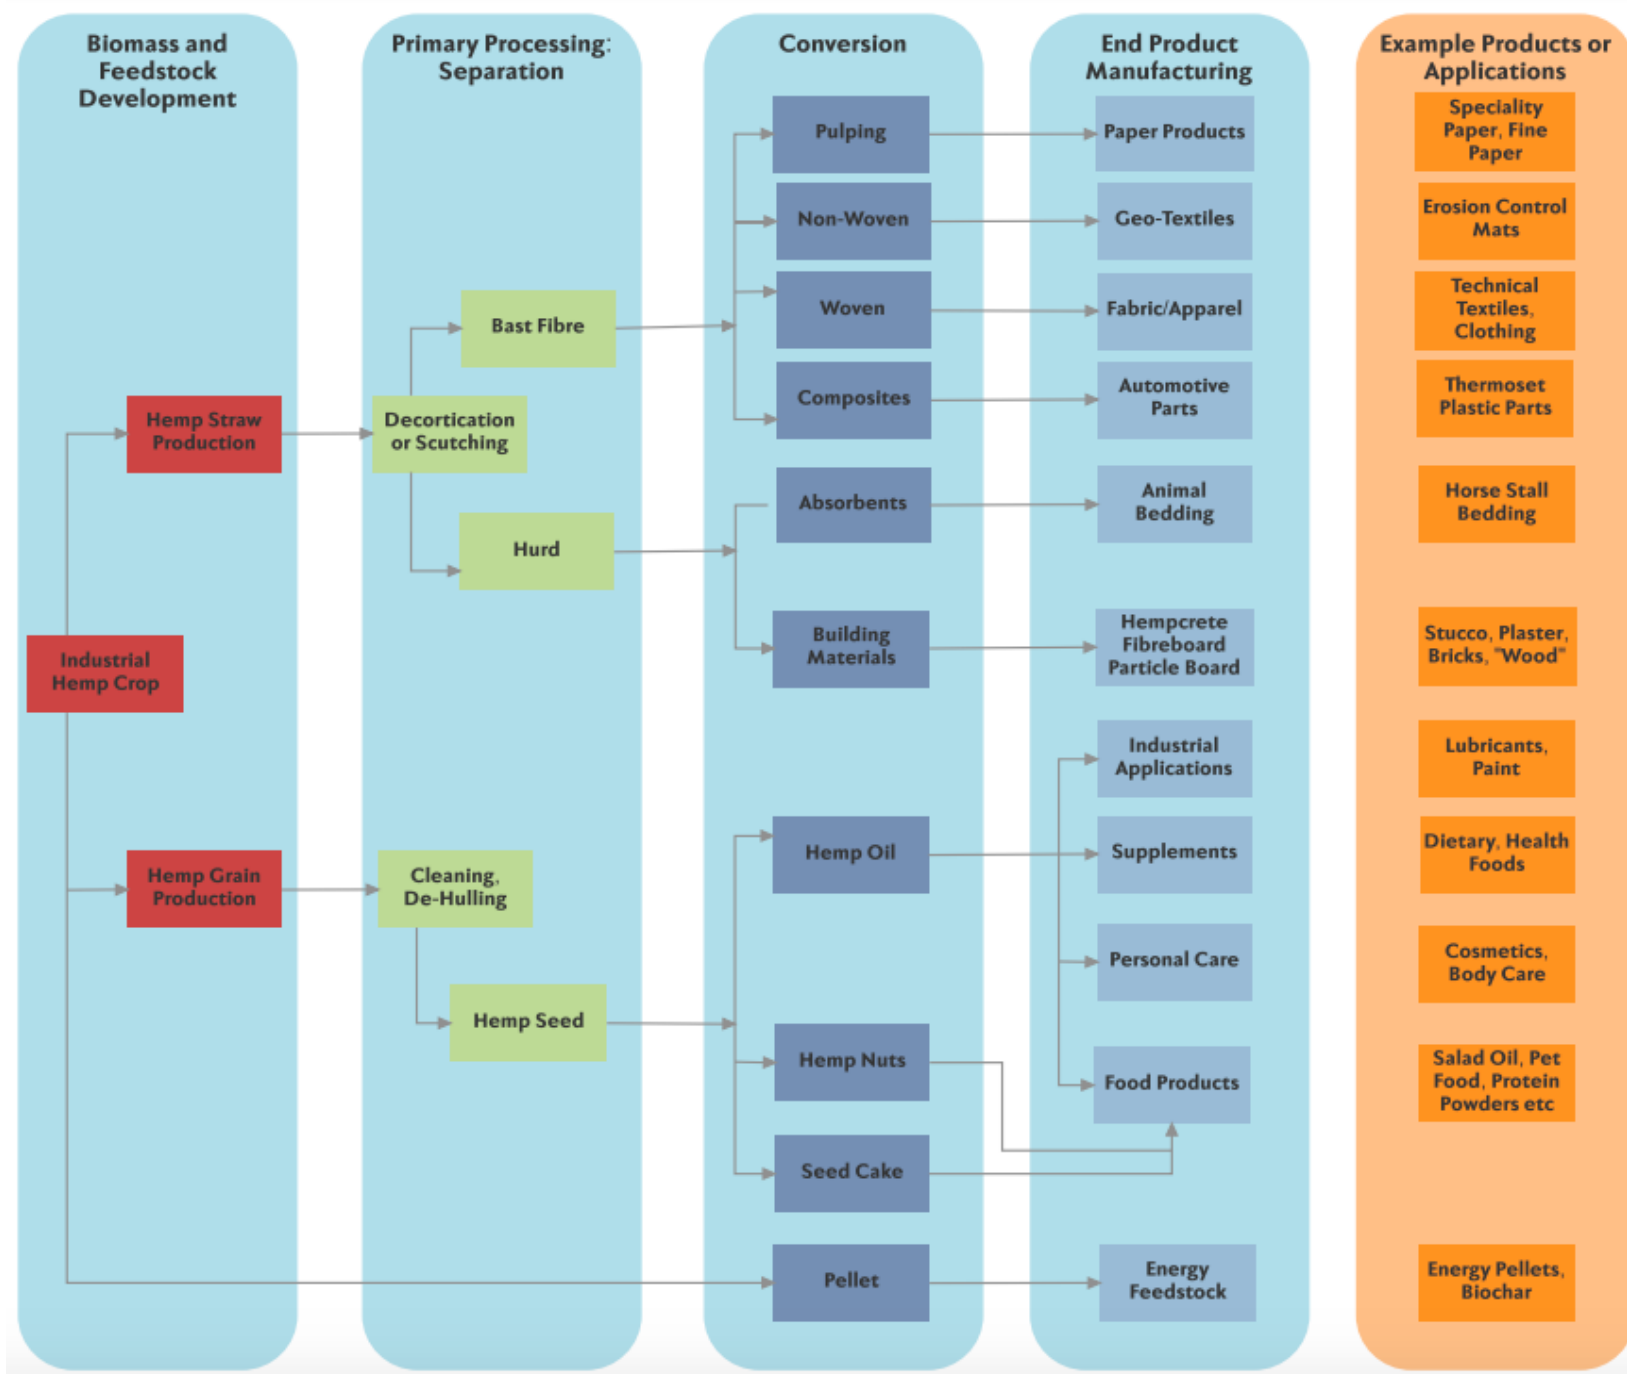 Biomass and
Feedstock
Development
Primary Processing:
Separation
Conversion
End Product
Manufacturing
Example Products or
Applications
Pulping
Paper Products
Speciality
Paper, Fine
Paper
Non-Woven
Geo-Textiles
Erosion Control
Mats
Bast Fibre
Woven
Fabric/Apparel
Technical
Textiles,
Clothing
Composites
Automotive
Parts
Thermoset
Plastic Parts
Hemp Straw
Production
Decortication
or Scutching
Absorbents
Animal
Bedding
Horse Stall
Bedding
Hurd
Building
Materials
Hempcrete
Fibreboard
Particle Board
Stucco, Plaster,
Bricks, "Wood"
Industrial
Hemp Crop
Industrial
Applications
Lubricants,
Paint
Hemp Oil
Supplements
Dietary, Health
Foods
Hemp Grain
Production
Cleaning,
De-Hulling
Personal Care
Cosmetics,
Body Care
Hemp Seed
Hemp Nuts
Food Products
Salad Oil, Pet
Food, Protein
Powders etc
Seed Cake
Pellet
Energy
Feedstock
Energy Pellets,
Biochar